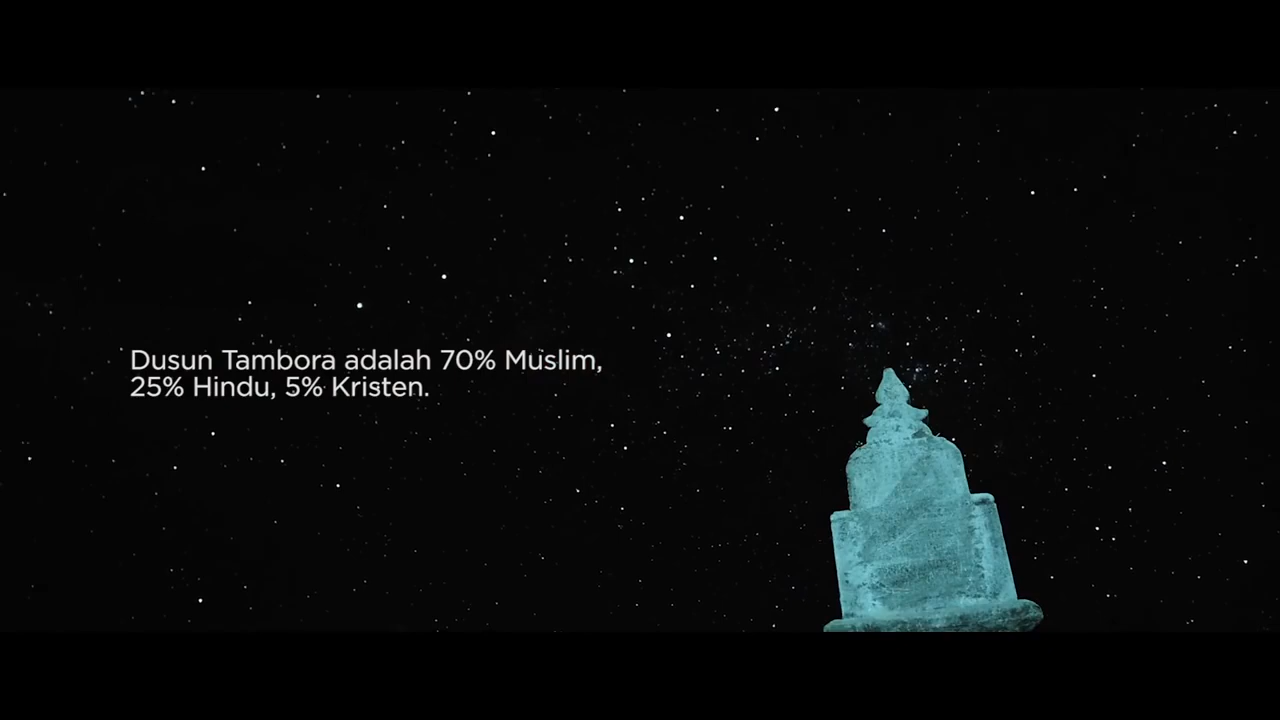 Dusun Tambora adalah 70% Muslim,
25% Hindu, 5% Kristen.